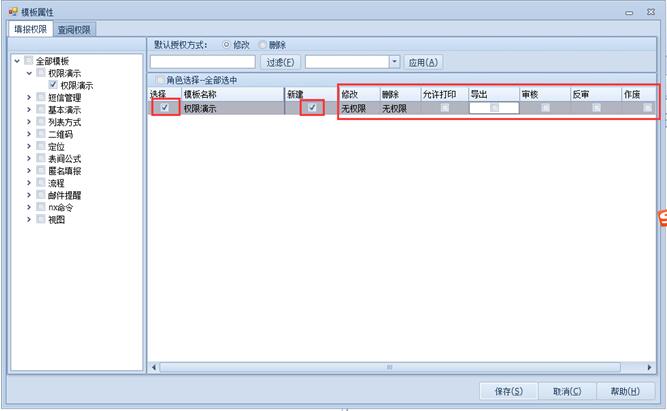 模板属性
填报权限 查阅权限
默认授权方式： 修改 删除
过滤(F) 应用(A)
角色选择--全部选中
选择 模板名称 新建 修改 删除 允许打印 导出 审核 反审 作废
权限演示 无权限 无权限
全部模板
权限演示
权限演示
短信管理
基本演示
列表方式
二维码
定位
表间公式
匿名填报
流程
邮件提醒
nx命令
视图
保存(S) 取消(C) 帮助(H)